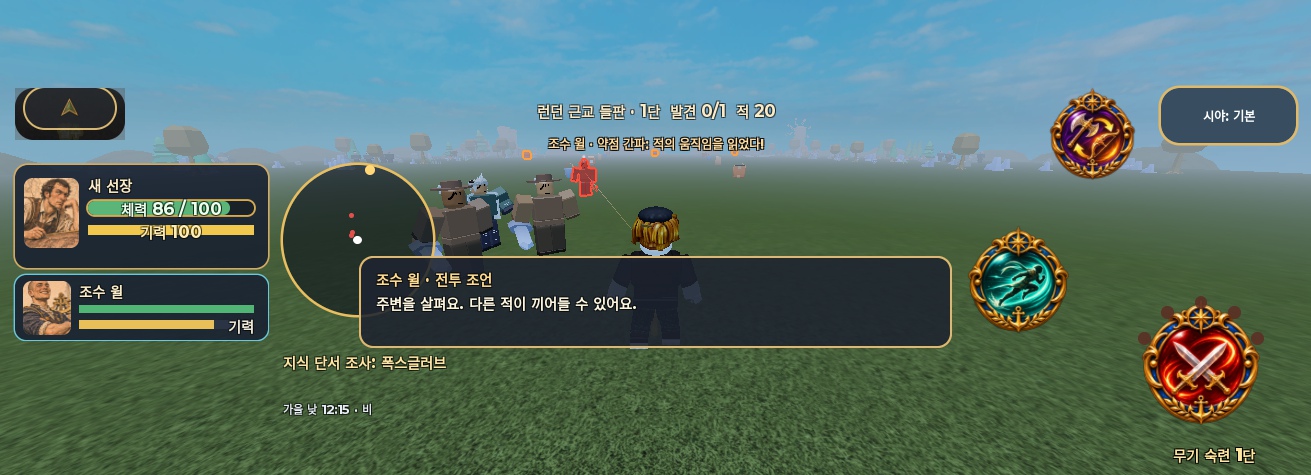 런던 근교 들판 · 1단 발견 0/1 적 20
조수 월 · 약점 간파: 적의 움직임을 읽었다!
시야: 기본
새 선장
체력 86 / 100
기력 100
조수 월
기력
조수 월 · 전투 조언
주변을 살펴요. 다른 적이 끼어들 수 있어요.
지식 단서 조사: 폭스글러브
가을 낮 12:15 · 비
무기 숙련 1단